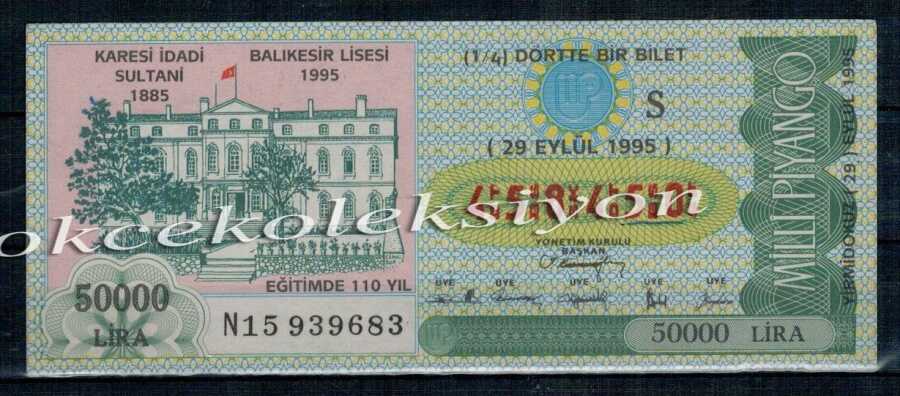 KARESİ İDADİ
SULTANİ
1885
BALIKESİR LİSESİ
1995
(1/4) DÖRTTE BİR BİLET
S
( 29 EYLÜL 1995 )
okcekoleksiyon
YÖNETİM KURULU
BAŞKAN
ÜYE ÜYE ÜYE ÜYE ÜYE
EĞİTİMDE 110 YIL
50000
LİRA
N15 939683
50000 LİRA
MİLLİ PİYANGO
YİRMİDOKUZ ( 29 ) EYLÜL 1995